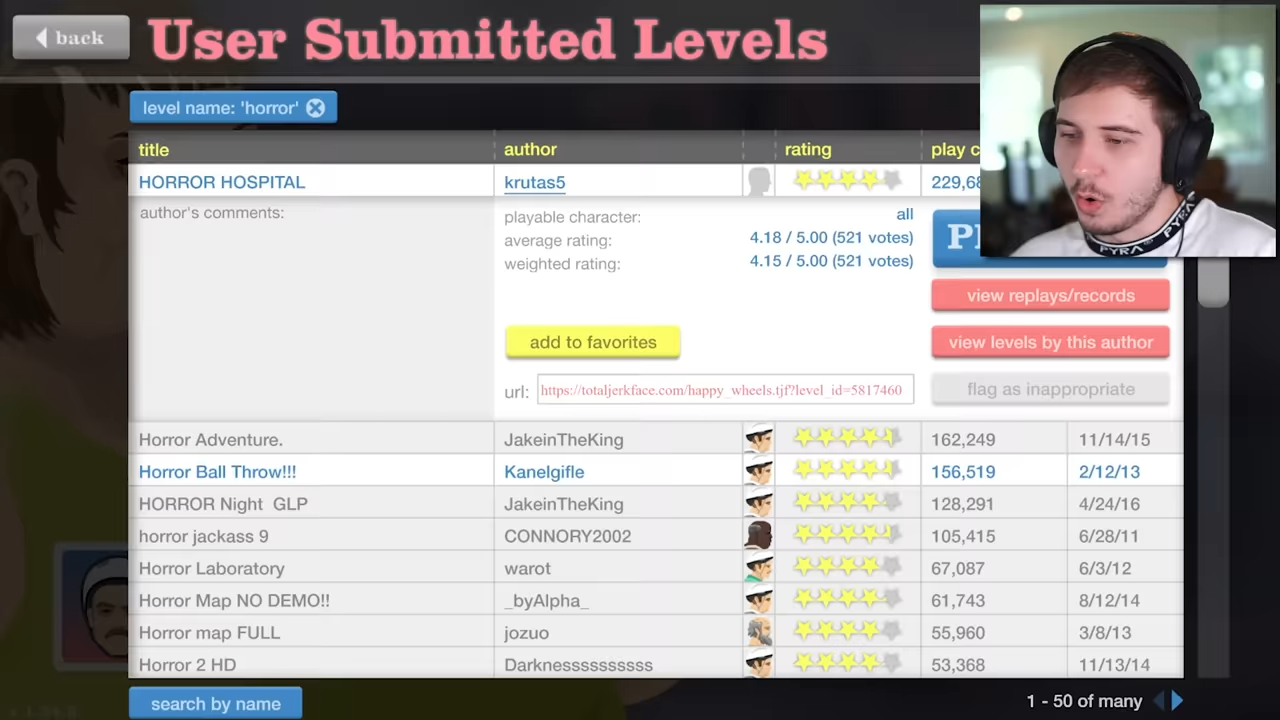 back
User Submitted Levels
level name: 'horror'
title author rating play c
HORROR HOSPITAL krutas5 229,68
author's comments:
playable character: all
average rating: 4.18 / 5.00 (521 votes)
weighted rating: 4.15 / 5.00 (521 votes)
view replays/records
add to favorites
view levels by this author
url: https://totaljerkface.com/happy_wheels.tjf?level_id=5817460
flag as inappropriate
Horror Adventure. JakeinTheKing 162,249 11/14/15
Horror Ball Throw!!! Kanelgifle 156,519 2/12/13
HORROR Night GLP JakeinTheKing 128,291 4/24/16
horror jackass 9 CONNORY2002 105,415 6/28/11
Horror Laboratory warot 67,087 6/3/12
Horror Map NO DEMO!! _byAlpha_ 61,743 8/12/14
Horror map FULL jozuo 55,960 3/8/13
Horror 2 HD Darknessssssssss 53,368 11/13/14
search by name
1 - 50 of many
PYRA